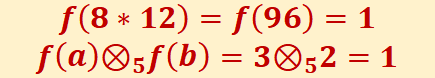 f(8 * 12) = f(96) = 1
f(a)⊗₅f(b) = 3⊗₅2 = 1